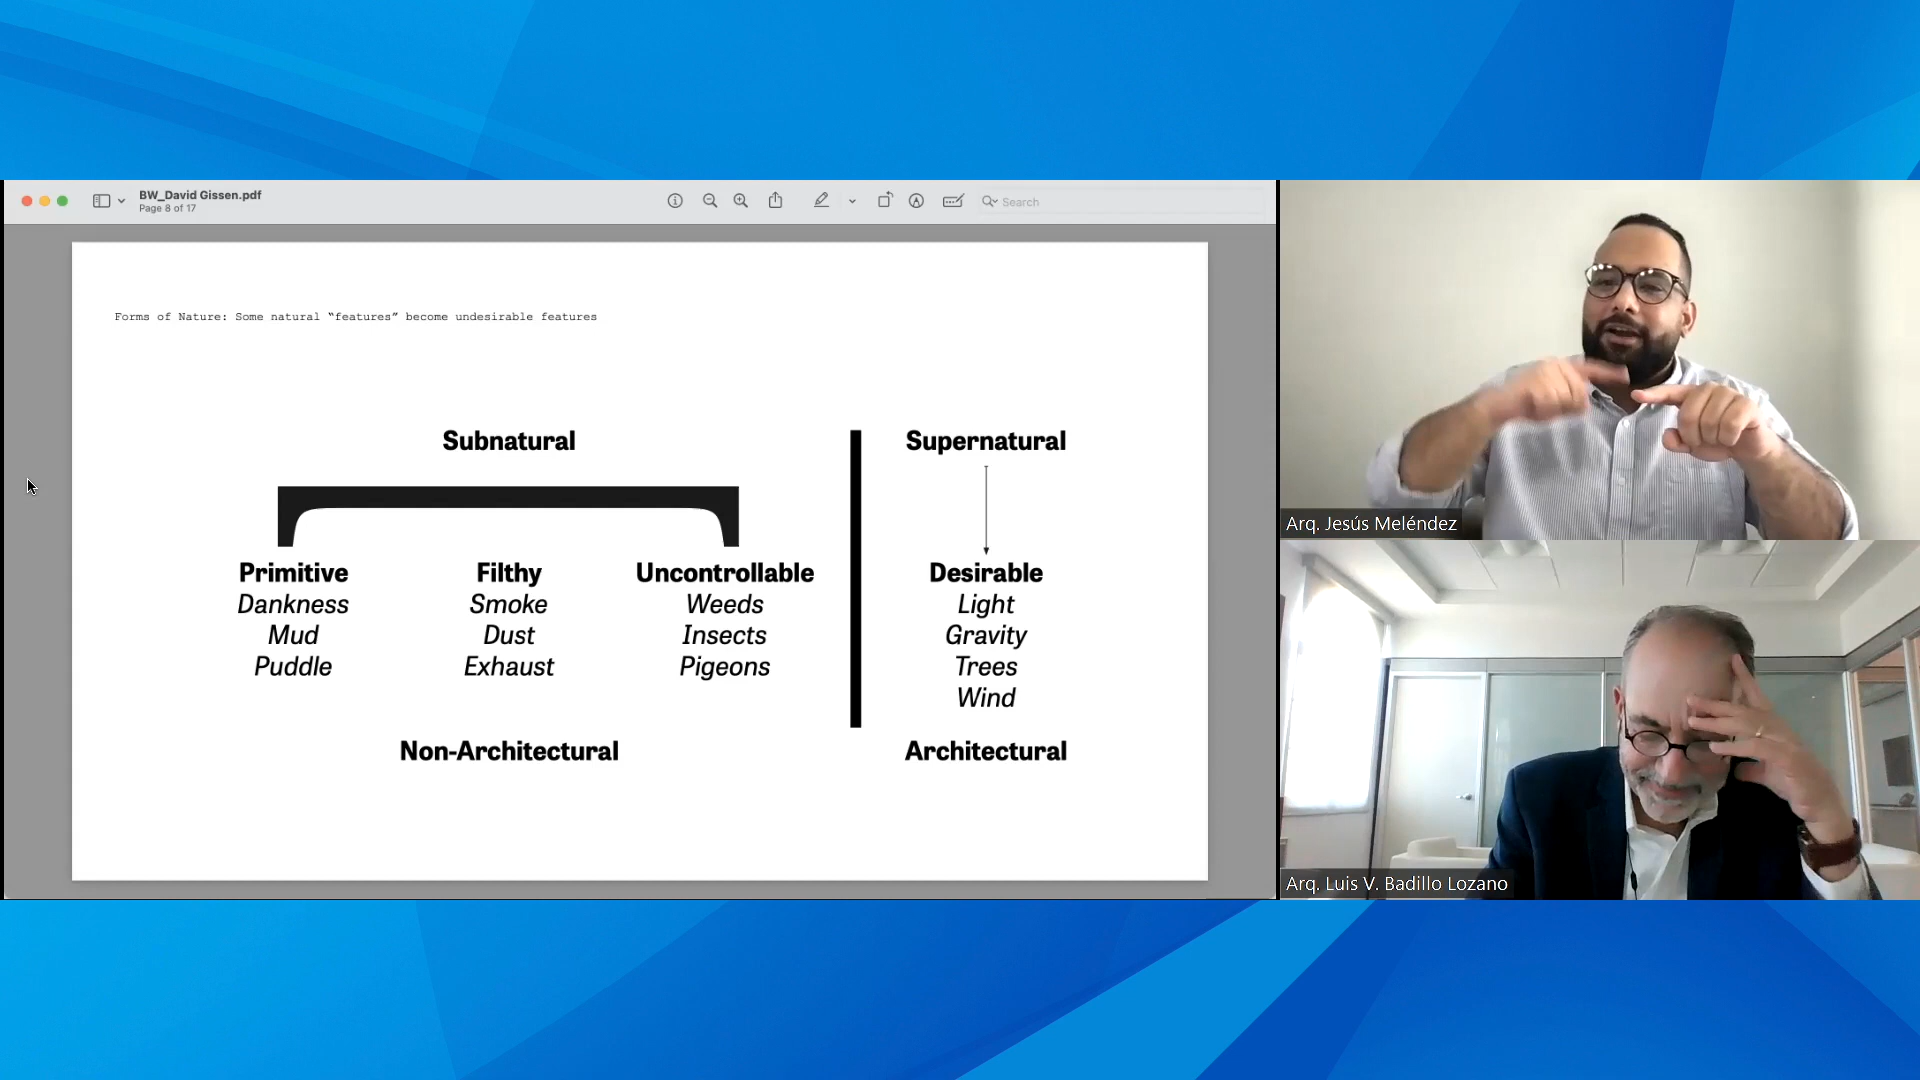 BW_David Gissen.pdf
Page 8 of 17
Search
Forms of Nature: Some natural “features” become undesirable features
Subnatural
Supernatural
Primitive
Dankness
Mud
Puddle
Filthy
Smoke
Dust
Exhaust
Uncontrollable
Weeds
Insects
Pigeons
Desirable
Light
Gravity
Trees
Wind
Non-Architectural
Architectural
Arq. Jesús Meléndez
Arq. Luis V. Badillo Lozano